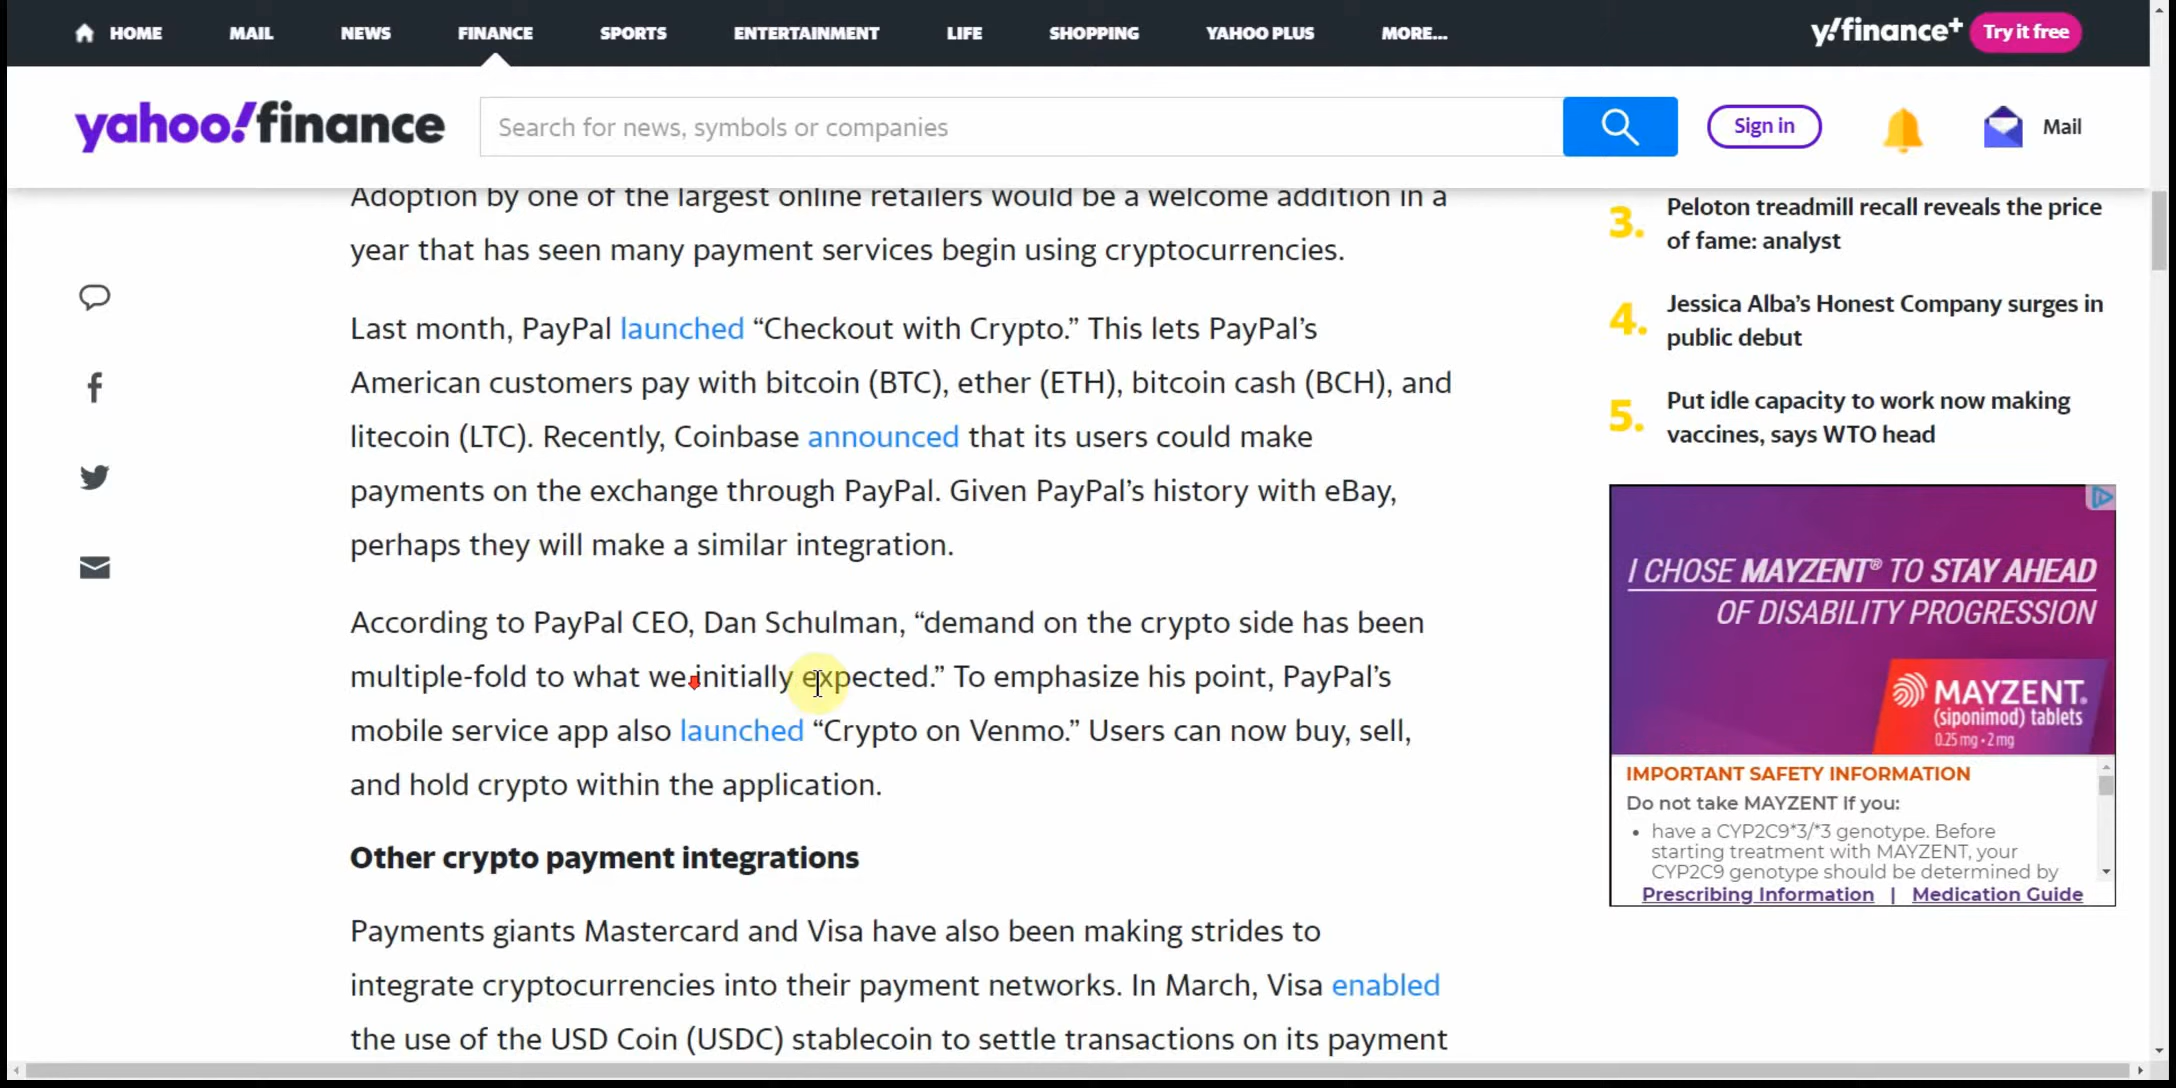 HOME MAIL NEWS FINANCE SPORTS ENTERTAINMENT LIFE SHOPPING YAHOO PLUS MORE... y!finance+ Try it free
yahoo!finance Search for news, symbols or companies Sign in Mail
Adoption by one of the largest online retailers would be a welcome addition in a
year that has seen many payment services begin using cryptocurrencies.
Last month, PayPal launched “Checkout with Crypto.” This lets PayPal’s
American customers pay with bitcoin (BTC), ether (ETH), bitcoin cash (BCH), and
litecoin (LTC). Recently, Coinbase announced that its users could make
payments on the exchange through PayPal. Given PayPal’s history with eBay,
perhaps they will make a similar integration.
According to PayPal CEO, Dan Schulman, “demand on the crypto side has been
multiple-fold to what we initially expected.” To emphasize his point, PayPal’s
mobile service app also launched “Crypto on Venmo.” Users can now buy, sell,
and hold crypto within the application.
Other crypto payment integrations
Payments giants Mastercard and Visa have also been making strides to
integrate cryptocurrencies into their payment networks. In March, Visa enabled
the use of the USD Coin (USDC) stablecoin to settle transactions on its payment
3. Peloton treadmill recall reveals the price
of fame: analyst
4. Jessica Alba’s Honest Company surges in
public debut
5. Put idle capacity to work now making
vaccines, says WTO head
I CHOSE MAYZENT® TO STAY AHEAD
OF DISABILITY PROGRESSION
MAYZENT®
(siponimod) tablets
0.25 mg • 2 mg
IMPORTANT SAFETY INFORMATION
Do not take MAYZENT if you:
• have a CYP2C9*3/*3 genotype. Before
starting treatment with MAYZENT, your
CYP2C9 genotype should be determined by
Prescribing Information | Medication Guide